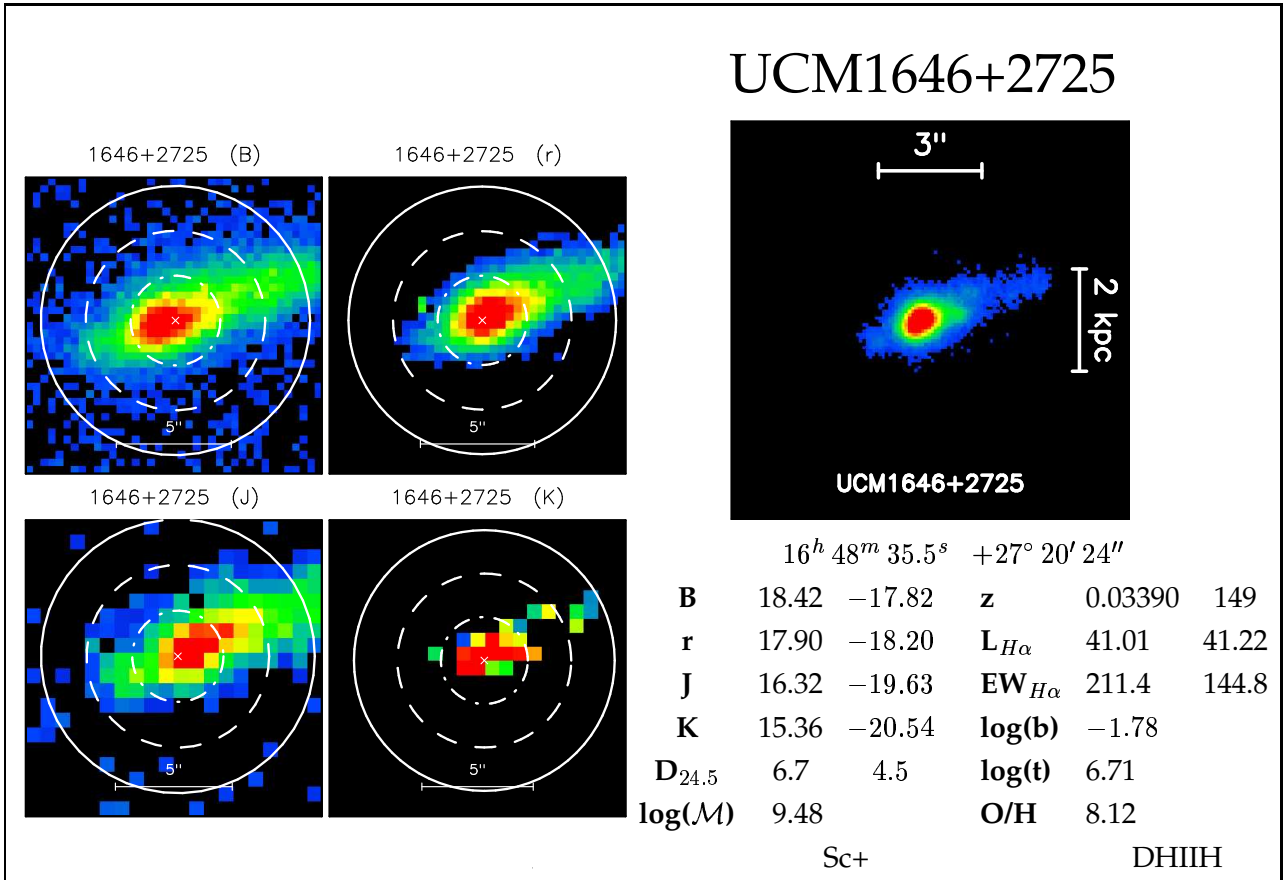 UCM1646+2725
1646+2725 (B)
1646+2725 (r)
5"
5"
1646+2725 (J)
1646+2725 (K)
5"
5"
3"
2 kpc
UCM1646+2725
16ʰ 48ᵐ 35.5ˢ +27° 20′ 24″
B 18.42 −17.82 z 0.03390 149
r 17.90 −18.20 L_Hα 41.01 41.22
J 16.32 −19.63 EW_Hα 211.4 144.8
K 15.36 −20.54 log(b) −1.78
D₂₄.₅ 6.7 4.5 log(t) 6.71
log(ℳ) 9.48 O/H 8.12
Sc+ DHIIH